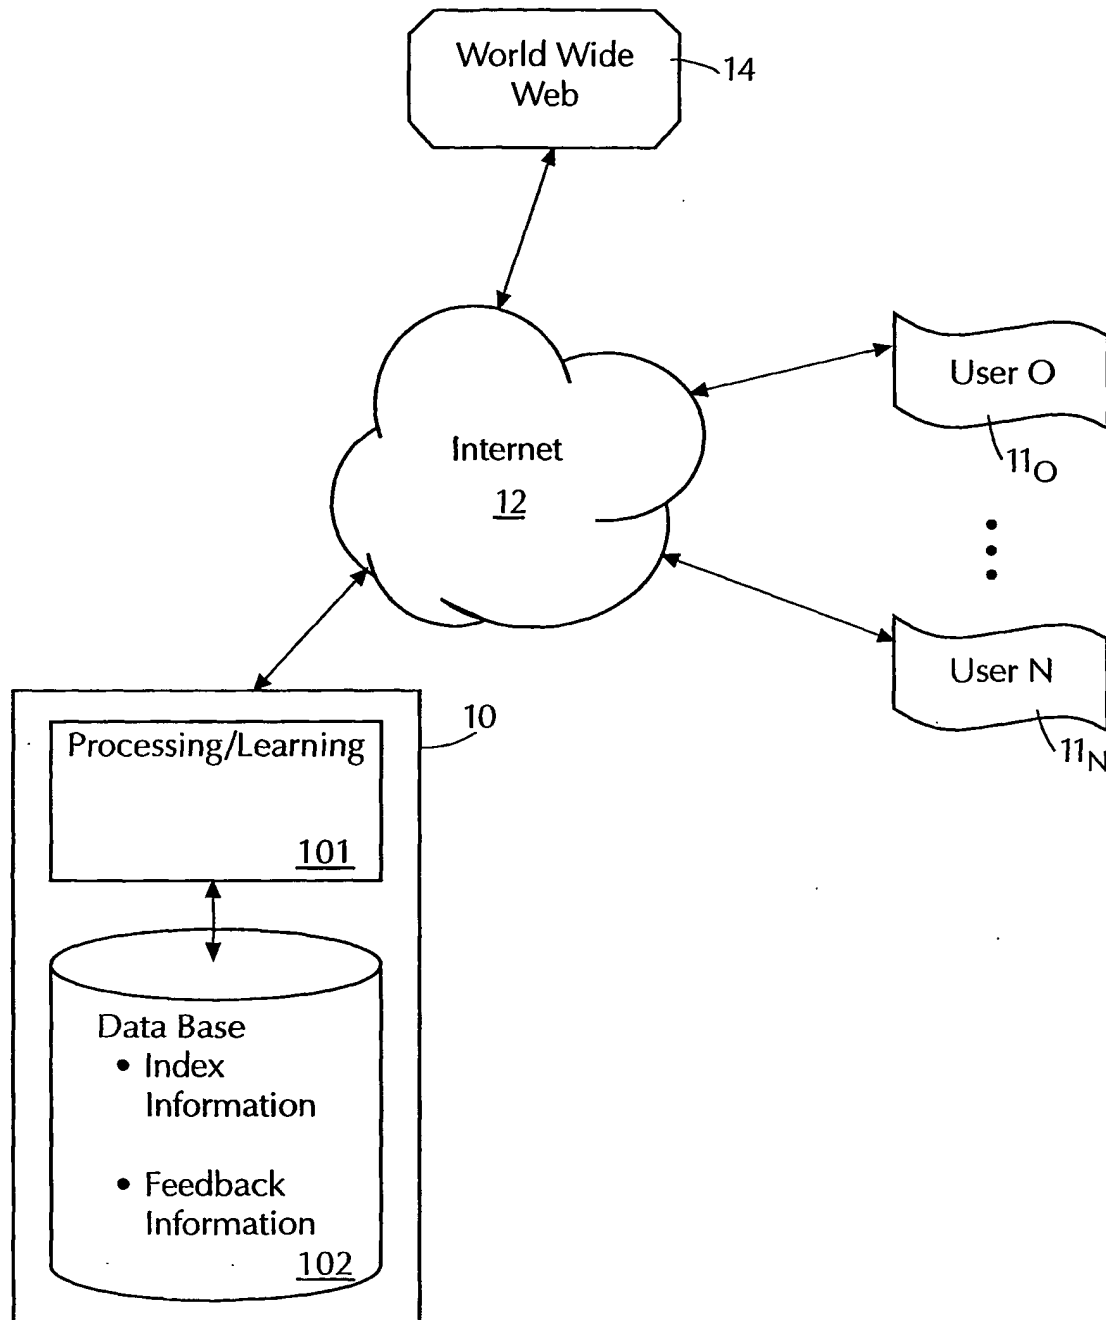 World Wide
Web
14
Internet
12
User O
11O
User N
11N
10
Processing/Learning
101
Data Base
• Index
Information
• Feedback
Information
102